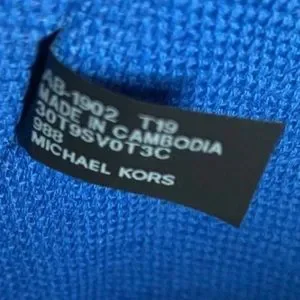 AB-1902 T19
MADE IN CAMBODIA
30T9SV0T3C
988
MICHAEL KORS